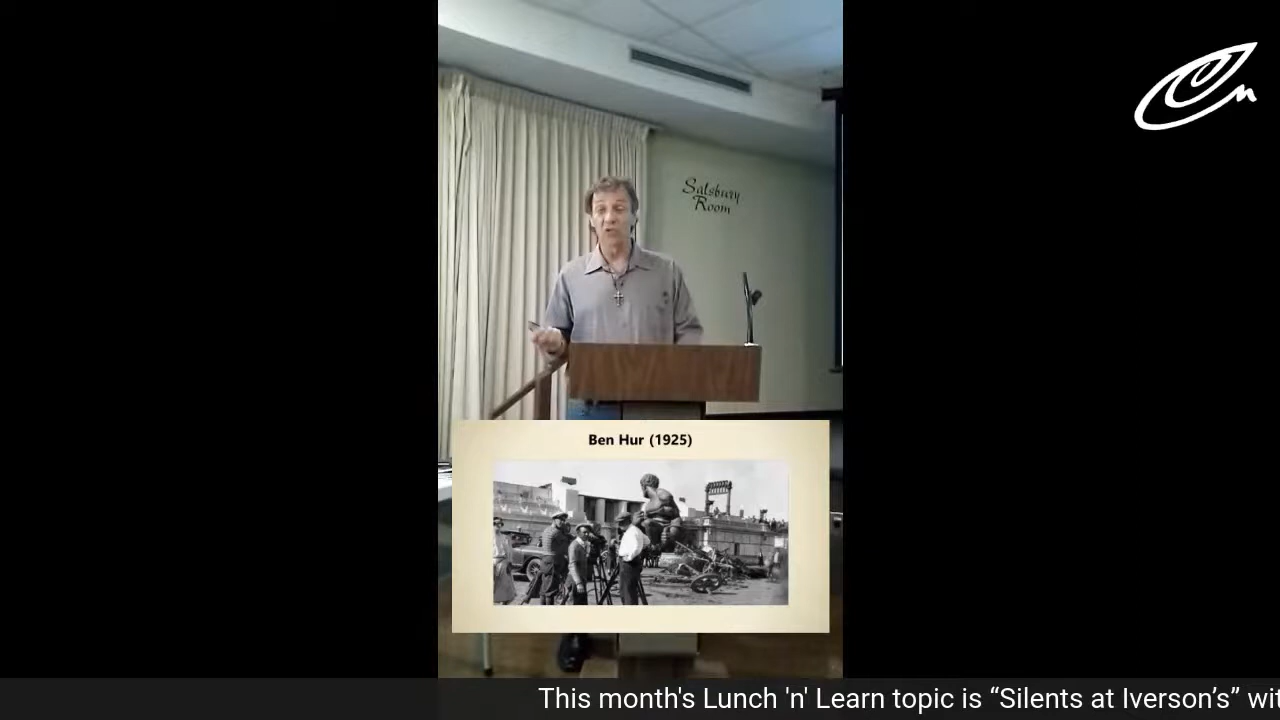 Salsbury
Room
Ben Hur (1925)
This month's Lunch 'n' Learn topic is “Silents at Iverson’s” wit